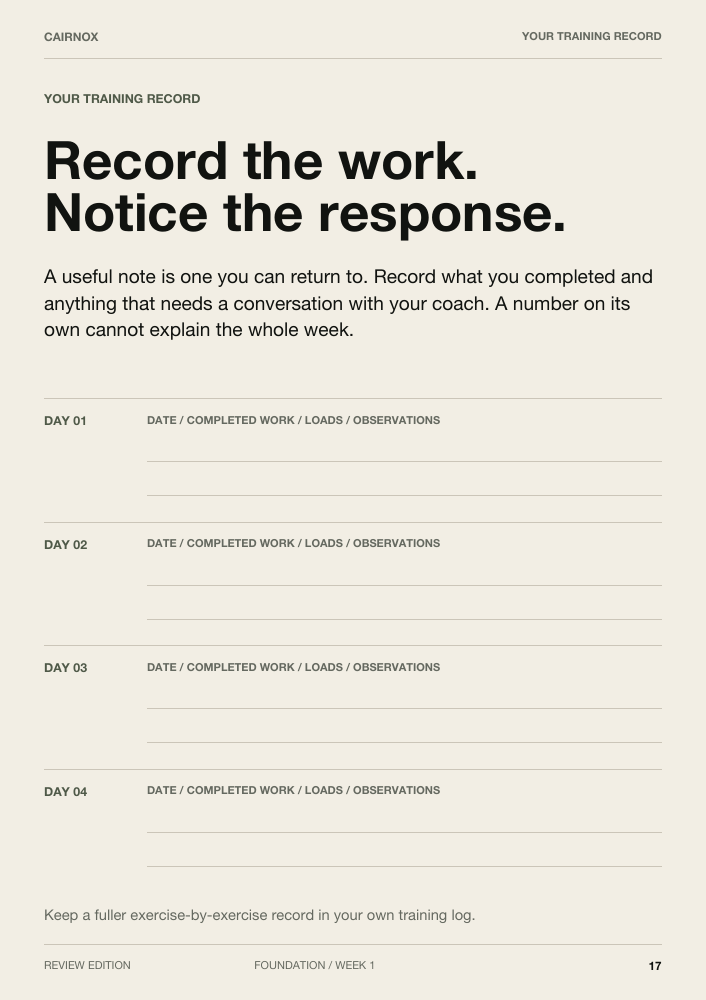 CAIRNOX
YOUR TRAINING RECORD
YOUR TRAINING RECORD
Record the work.
Notice the response.
A useful note is one you can return to. Record what you completed and
anything that needs a conversation with your coach. A number on its
own cannot explain the whole week.
DAY 01
DATE / COMPLETED WORK / LOADS / OBSERVATIONS
DAY 02
DATE / COMPLETED WORK / LOADS / OBSERVATIONS
DAY 03
DATE / COMPLETED WORK / LOADS / OBSERVATIONS
DAY 04
DATE / COMPLETED WORK / LOADS / OBSERVATIONS
Keep a fuller exercise-by-exercise record in your own training log.
REVIEW EDITION
FOUNDATION / WEEK 1
17